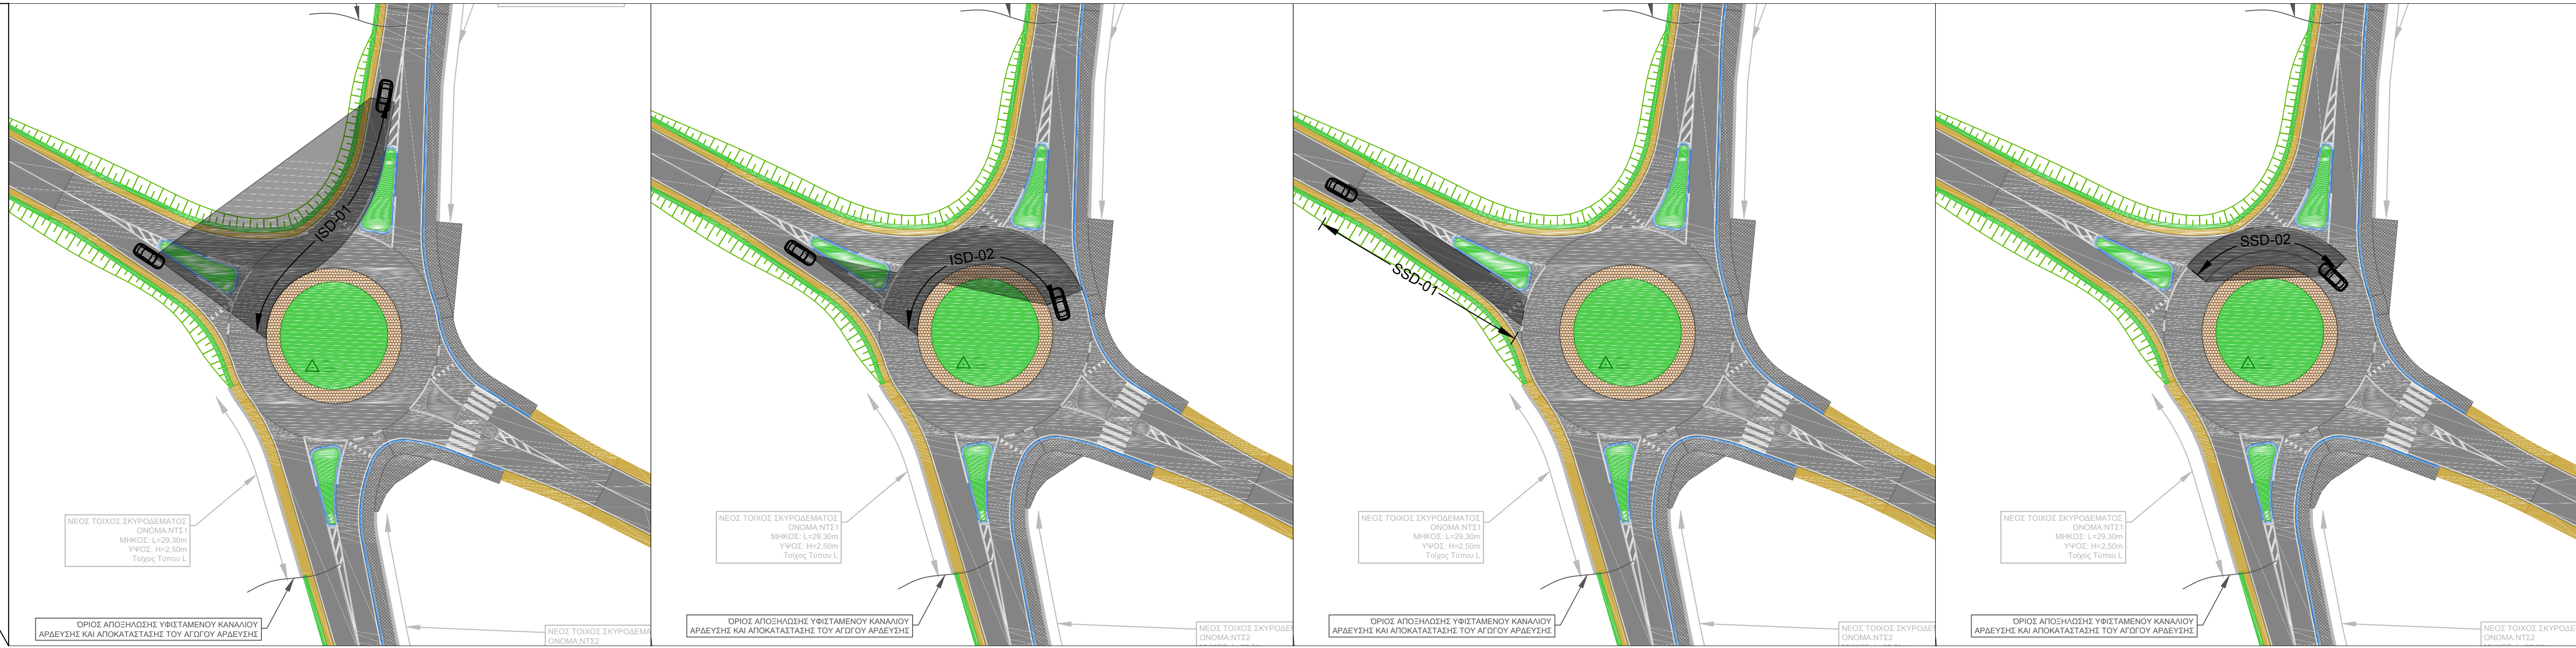 ISD-01
ΝΕΟΣ ΤΟΙΧΟΣ ΣΚΥΡΟΔΕΜΑΤΟΣ
ΟΝΟΜΑ:ΝΤΣ1
ΜΗΚΟΣ: L=29,30m
ΥΨΟΣ: H=2,50m
Τοίχος Τύπου L
ΌΡΙΟΣ ΑΠΟΞΗΛΩΣΗΣ ΥΦΙΣΤΑΜΕΝΟΥ ΚΑΝΑΛΙΟΥ
ΑΡΔΕΥΣΗΣ ΚΑΙ ΑΠΟΚΑΤΑΣΤΑΣΗΣ ΤΟΥ ΑΓΩΓΟΥ ΑΡΔΕΥΣΗΣ
ΝΕΟΣ ΤΟΙΧΟΣ ΣΚΥΡΟΔΕΜΑ
ΟΝΟΜΑ:ΝΤΣ2
ISD-02
ΝΕΟΣ ΤΟΙΧΟΣ ΣΚΥΡΟΔΕΜΑΤΟΣ
ΟΝΟΜΑ:ΝΤΣ1
ΜΗΚΟΣ: L=29,30m
ΥΨΟΣ: H=2,50m
Τοίχος Τύπου L
ΌΡΙΟΣ ΑΠΟΞΗΛΩΣΗΣ ΥΦΙΣΤΑΜΕΝΟΥ ΚΑΝΑΛΙΟΥ
ΑΡΔΕΥΣΗΣ ΚΑΙ ΑΠΟΚΑΤΑΣΤΑΣΗΣ ΤΟΥ ΑΓΩΓΟΥ ΑΡΔΕΥΣΗΣ
ΝΕΟΣ ΤΟΙΧΟΣ ΣΚΥΡΟΔΕ
ΟΝΟΜΑ:ΝΤΣ2
SSD-01
ΝΕΟΣ ΤΟΙΧΟΣ ΣΚΥΡΟΔΕΜΑΤΟΣ
ΟΝΟΜΑ:ΝΤΣ1
ΜΗΚΟΣ: L=29,30m
ΥΨΟΣ: H=2,50m
Τοίχος Τύπου L
ΌΡΙΟΣ ΑΠΟΞΗΛΩΣΗΣ ΥΦΙΣΤΑΜΕΝΟΥ ΚΑΝΑΛΙΟΥ
ΑΡΔΕΥΣΗΣ ΚΑΙ ΑΠΟΚΑΤΑΣΤΑΣΗΣ ΤΟΥ ΑΓΩΓΟΥ ΑΡΔΕΥΣΗΣ
ΝΕΟΣ ΤΟΙΧΟΣ ΣΚΥΡΟΔΕ
ΟΝΟΜΑ:ΝΤΣ2
SSD-02
ΝΕΟΣ ΤΟΙΧΟΣ ΣΚΥΡΟΔΕΜΑΤΟΣ
ΟΝΟΜΑ:ΝΤΣ1
ΜΗΚΟΣ: L=29,30m
ΥΨΟΣ: H=2,50m
Τοίχος Τύπου L
ΌΡΙΟΣ ΑΠΟΞΗΛΩΣΗΣ ΥΦΙΣΤΑΜΕΝΟΥ ΚΑΝΑΛΙΟΥ
ΑΡΔΕΥΣΗΣ ΚΑΙ ΑΠΟΚΑΤΑΣΤΑΣΗΣ ΤΟΥ ΑΓΩΓΟΥ ΑΡΔΕΥΣΗΣ
ΝΕΟΣ ΤΟΙΧΟΣ ΣΚΥΡΟΔΕ
ΟΝΟΜΑ:ΝΤΣ2